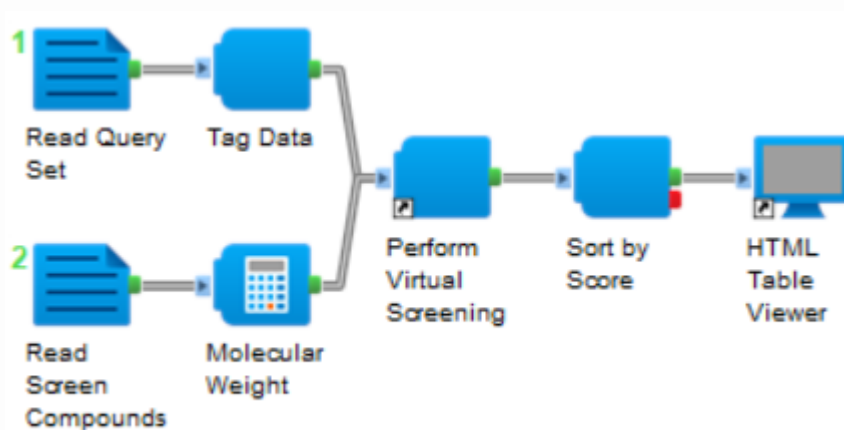 1
Read Query
Set
Tag Data
2
Read
Screen
Compounds
Molecular
Weight
Perform
Virtual
Screening
Sort by
Score
HTML
Table
Viewer